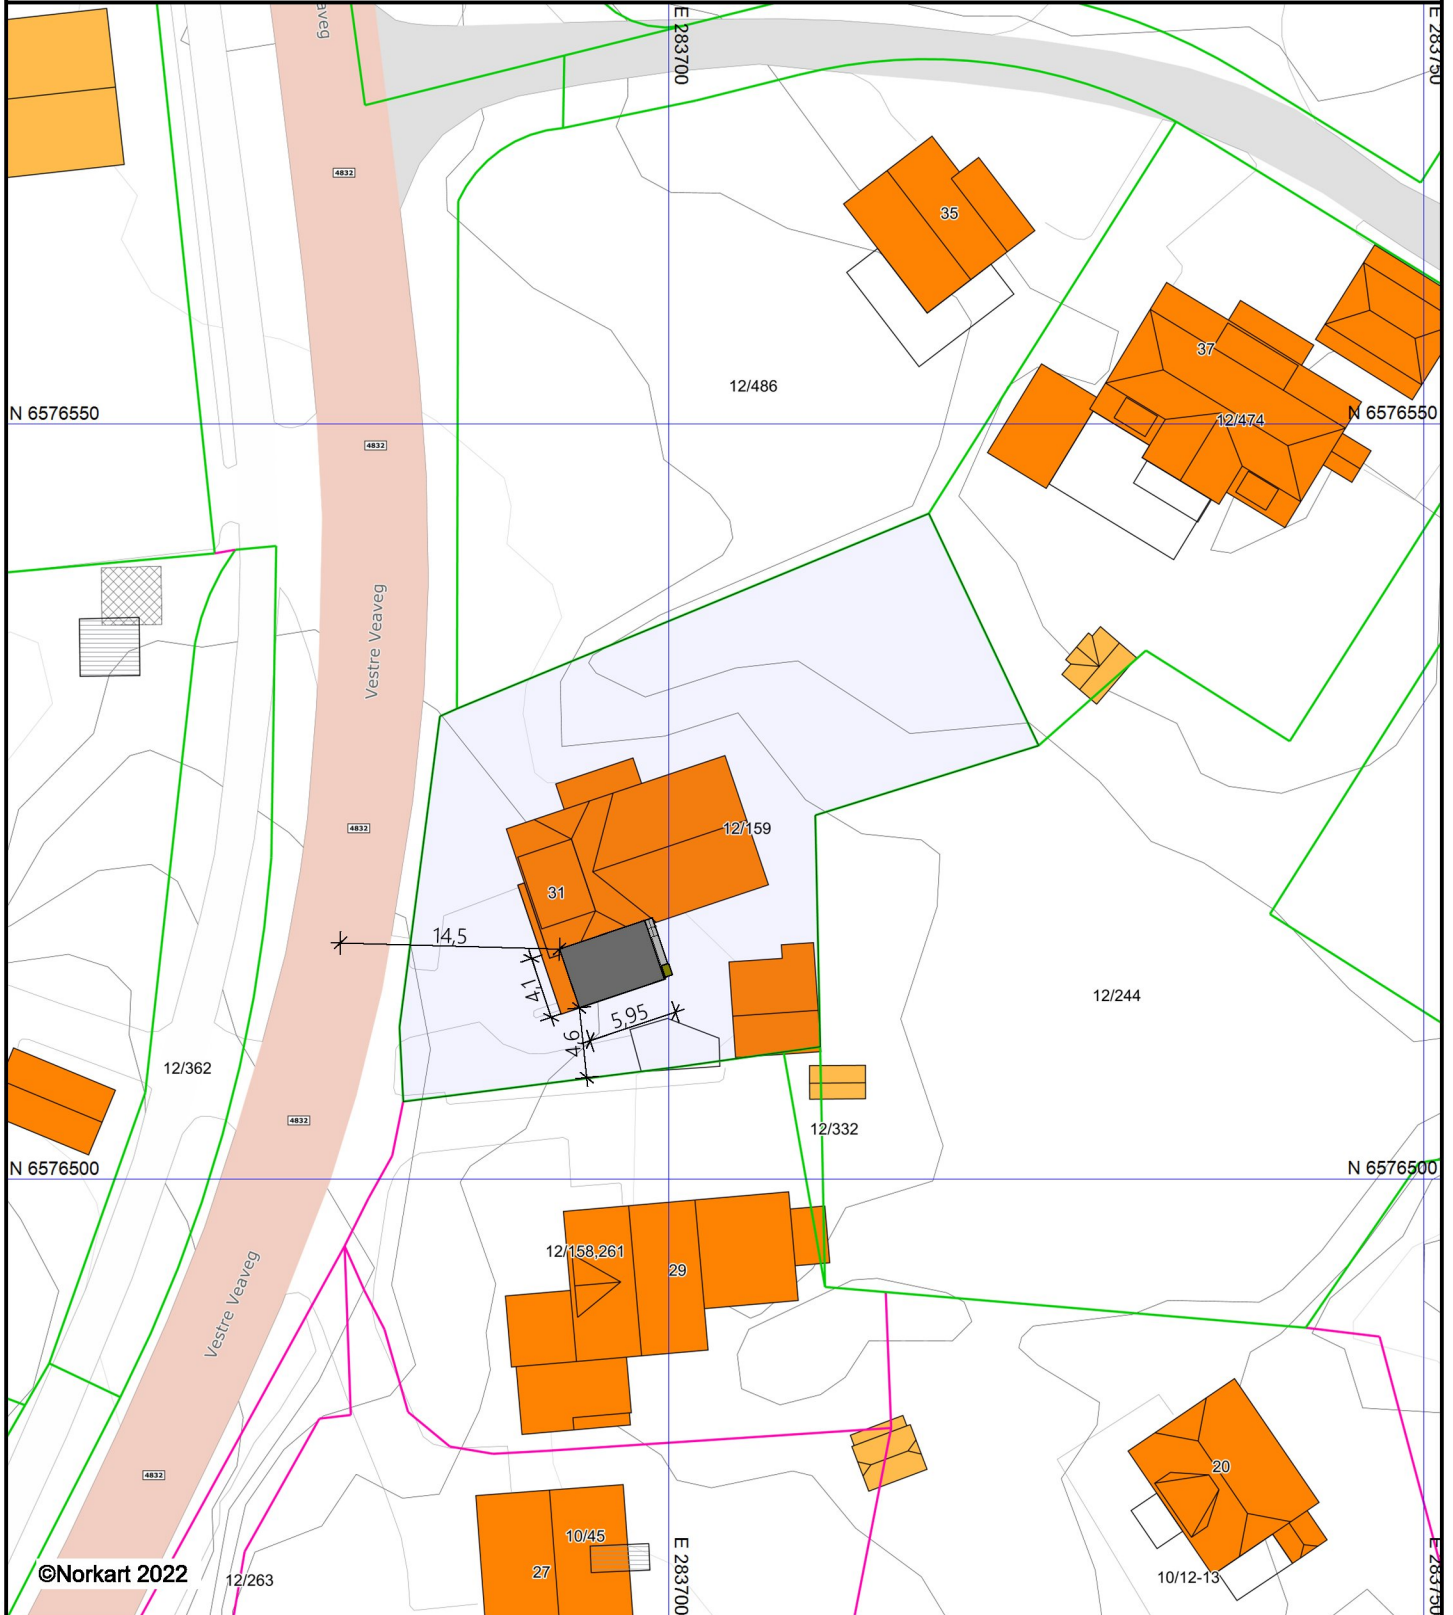 aveg
E 283700
E 283750
4832
35
37
12/486
N 6576550
N 6576550
12/474
4832
Vestre Veaveg
4832
12/159
31
14,5
4,1
5,95
4,6
12/244
12/362
4832
12/332
N 6576500
N 6576500
12/158,261
29
Vestre Veaveg
4832
20
10/45
27
©Norkart 2022
12/263
10/12-13
E 283700
E 283750